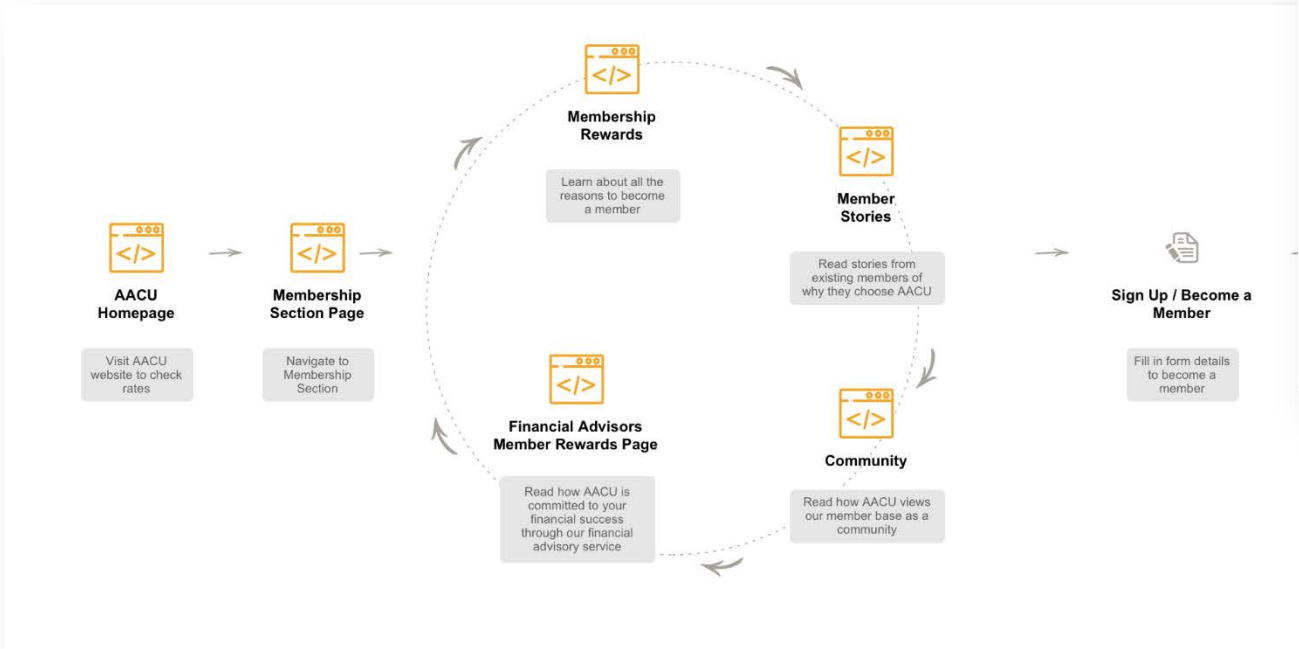 AACU
Homepage
Visit AACU
website to check
rates
Membership
Section Page
Navigate to
Membership
Section
Membership
Rewards
Learn about all the
reasons to become
a member
Member
Stories
Read stories from
existing members of
why they choose AACU
Community
Read how AACU views
our member base as a
community
Financial Advisors
Member Rewards Page
Read how AACU is
committed to your
financial success
through our financial
advisory service
Sign Up / Become a
Member
Fill in form details
to become a
member